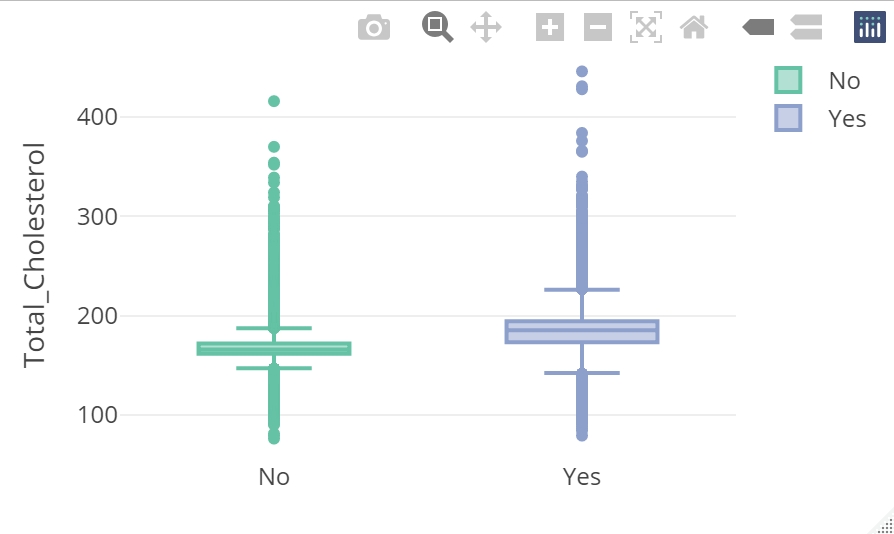 No
Yes
400
300
200
100
Total_Cholesterol
No
Yes